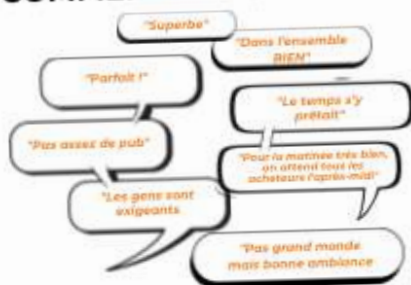 "Superbe"
"Dans l'ensemble
BIEN"
"Parfait !"
"Le temps s'y
prêtait"
"Pas assez de pub"
"Pour la matinée très bien,
on attend tous les
acheteurs l'après-midi"
"Les gens sont
exigeants
"Pas grand monde
mais bonne ambiance